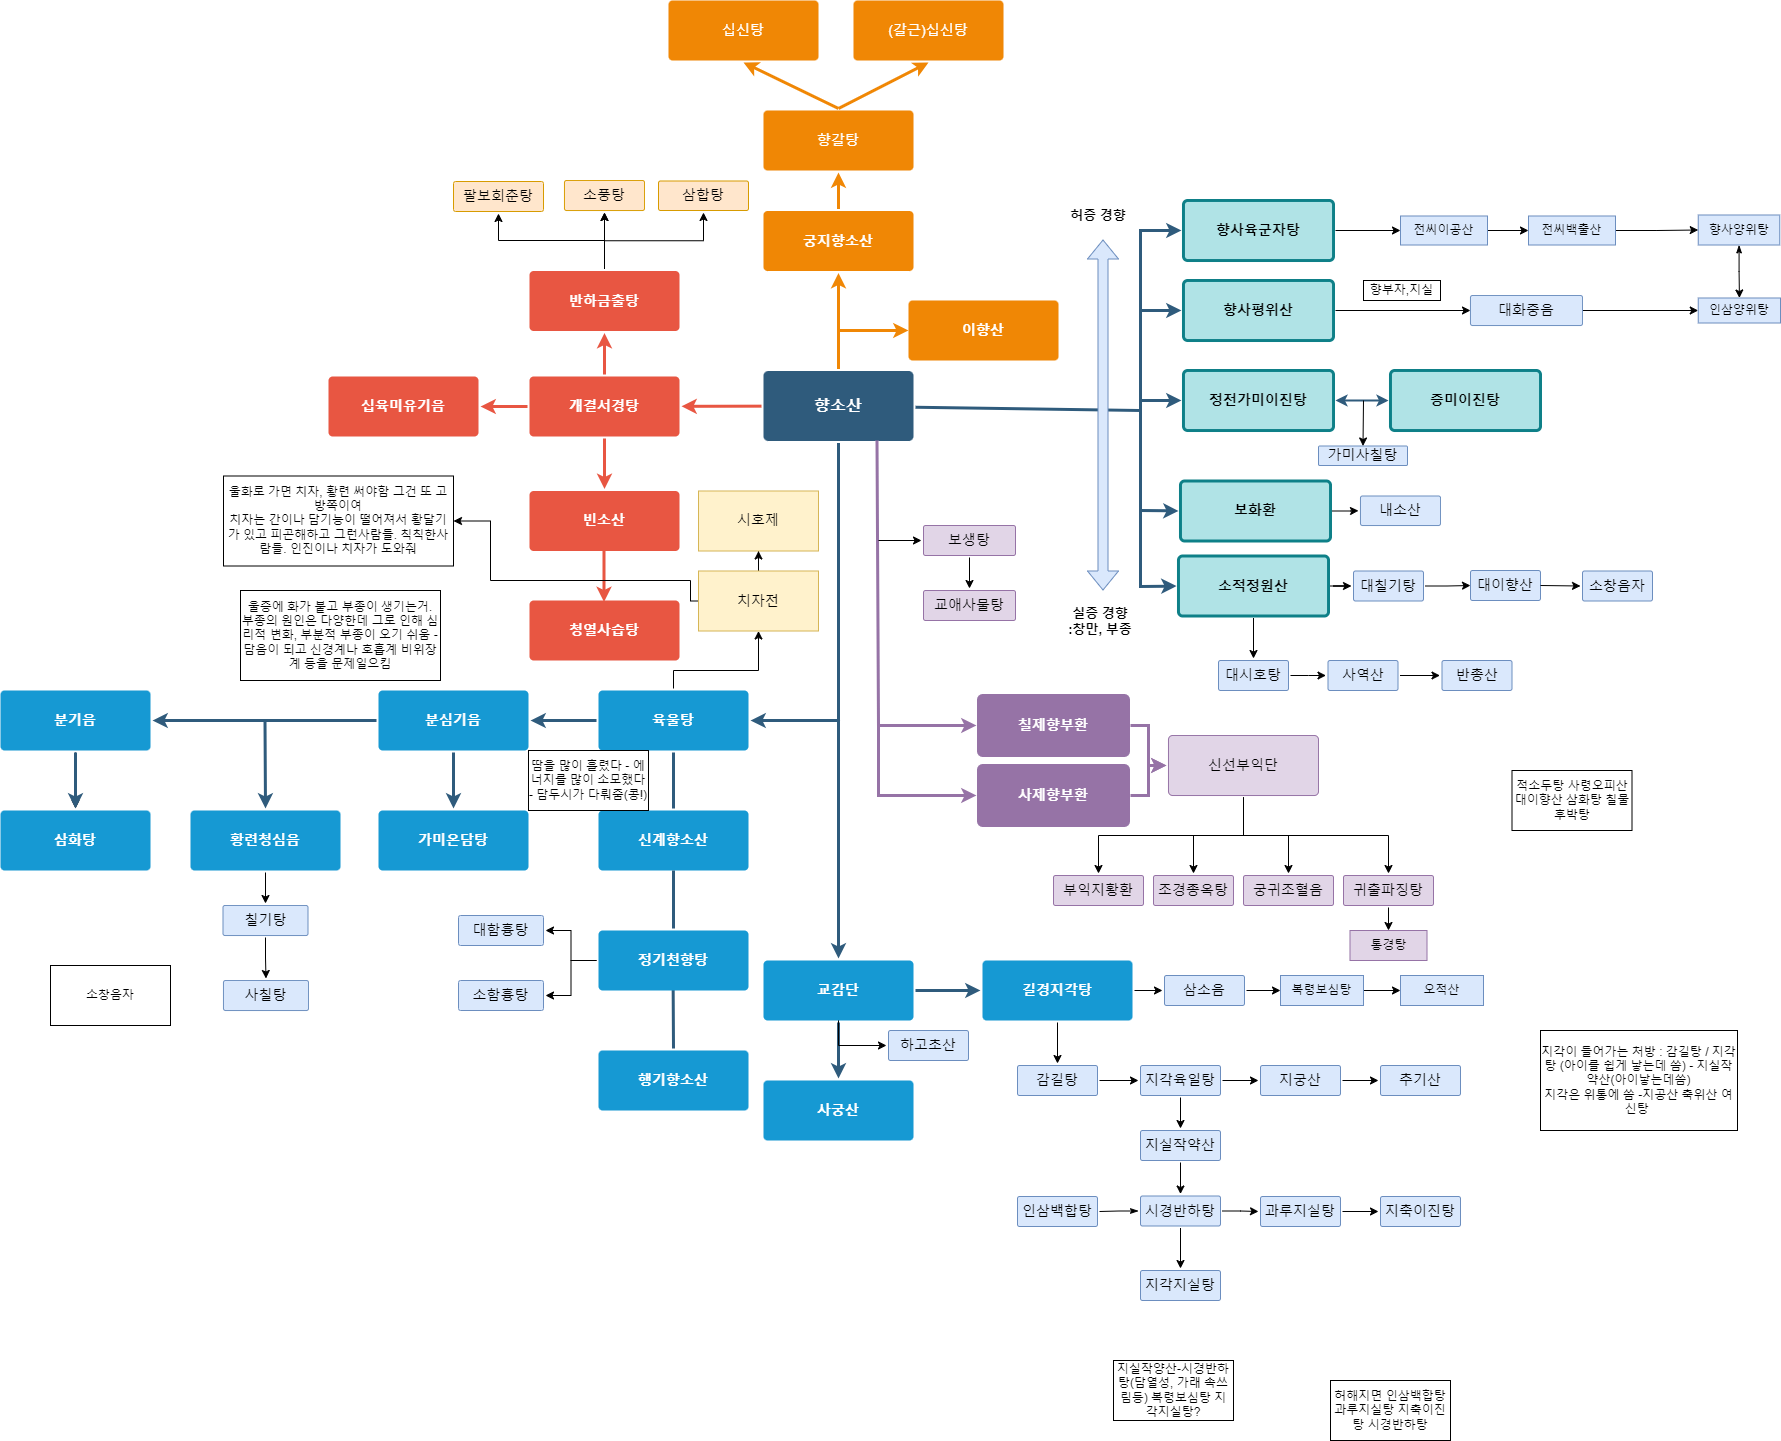 십신탕
(갈근)십신탕
향갈탕
팔보회춘탕
소풍탕
삼합탕
궁지향소산
반하금출탕
이향산
십육미유기음
개결서경탕
향소산
허증 경향
향사육군자탕
전씨이공산
전씨백출산
향사양위탕
향사평위산
향부자,지실
대화중음
인삼양위탕
정전가미이진탕
증미이진탕
가미사칠탕
보화환
내소산
소적정원산
대칠기탕
대이향산
소창음자
실증 경향
:창만, 부종
대시호탕
사역산
반총산
울화로 가면 치자, 황련 써야함 그건 또 고
방쪽이여
치자는 간이나 담기능이 떨어져서 황달기
가 있고 피곤해하고 그런사람들. 칙칙한사
람들. 인진이나 치자가 도와줘
빈소산
시호제
치자전
청열사습탕
보생탕
교애사물탕
울증에 화가 붙고 부종이 생기는거.
부종의 원인은 다양한데 그로 인해 심
리적 변화, 부분적 부종이 오기 쉬움 -
담음이 되고 신경계나 호흡계 비위장
계 등을 문제일으킴
분기음
분심기음
육울탕
땀을 많이 흘렸다 - 에
너지를 많이 소모했다
- 담두시가 다뤄줌(콩!)
삼화탕
황련청심음
가미온담탕
신계향소산
칠기탕
사칠탕
소창음자
대함흉탕
소함흉탕
정기천향탕
행기향소산
칠제향부환
사제향부환
신선부익단
부익지황환
조경종옥탕
궁귀조혈음
귀출파징탕
통경탕
적소두탕 사령오피산
대이향산 삼화탕 칠물
후박탕
교감단
하고초산
사궁산
길경지각탕
삼소음
복령보심탕
오적산
감길탕
지각육일탕
지궁산
추기산
지실작약산
인삼백합탕
시경반하탕
과루지실탕
지축이진탕
지각지실탕
지각이 들어가는 처방 : 감길탕 / 지각
탕 (아이를 쉽게 낳는데 씀) - 지실작
약산(아이낳는데씀)
지각은 위통에 씀 -지공산 축위산 여
신탕
지실작양산-시경반하
탕(담열성, 가래 속쓰
림등) 복령보심탕 지
각지실탕?
허해지면 인삼백합탕
과루지실탕 지축이진
탕 시경반하탕